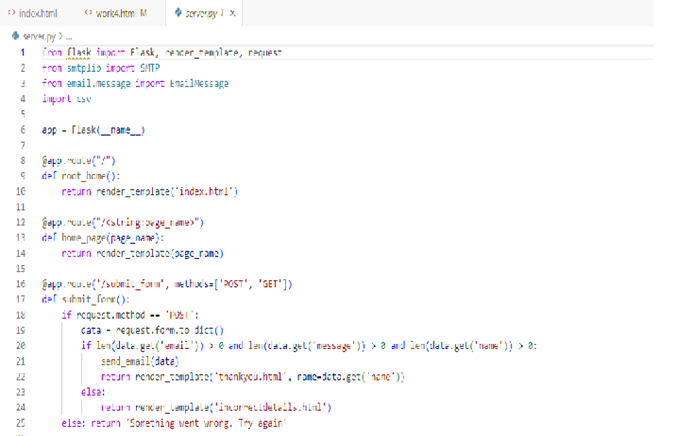 index.html work4.html M server.py 1 X
server.py > ...
1 from flask import Flask, render_template, request
2 from smtplib import SMTP
3 from email.message import EmailMessage
4 import csv
5
6 app = Flask(__name__)
7
8 @app.route("/")
9 def root_home():
10 return render_template('index.html')
11
12 @app.route("/<string:page_name>")
13 def home_page(page_name):
14 return render_template(page_name)
15
16 @app.route('/submit_form', methods=['POST', 'GET'])
17 def submit_form():
18 if request.method == 'POST':
19 data = request.form.to_dict()
20 if len(data.get('email')) > 0 and len(data.get('message')) > 0 and len(data.get('name')) > 0:
21 send_email(data)
22 return render_template('thankyou.html', name=data.get('name'))
23 else:
24 return render_template('incorrectdetails.html')
25 else: return 'Something went wrong. Try again'